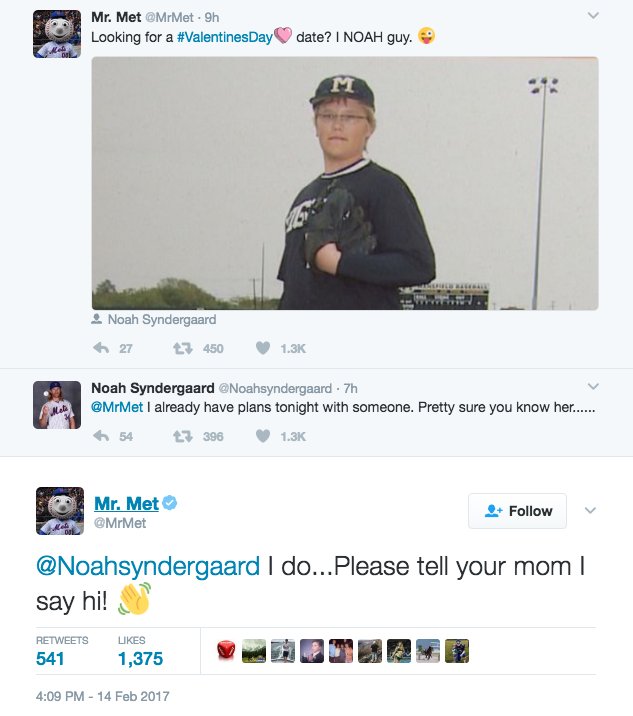 Mr. Met @MrMet · 9h
Looking for a #ValentinesDay💘 date? I NOAH guy. 😜
M
MANSFIELD BASEBALL
Noah Syndergaard
27 450 1.3K
Noah Syndergaard @Noahsyndergaard · 7h
@MrMet I already have plans tonight with someone. Pretty sure you know her......
54 396 1.3K
Mr. Met
@MrMet
Follow
@Noahsyndergaard I do...Please tell your mom I
say hi! 👋
RETWEETS LIKES
541 1,375
4:09 PM - 14 Feb 2017